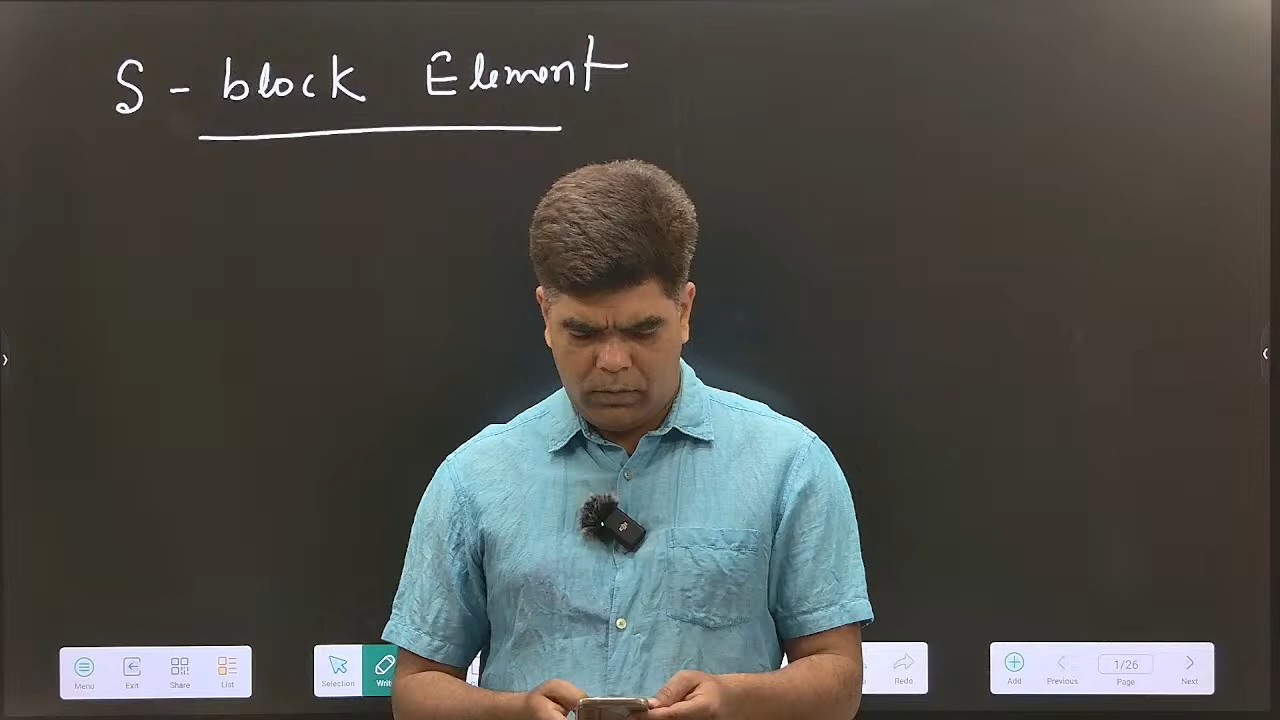 S - block Element
Menu
Exit
Share
List
Selection
Redo
Add
Previous
1/26
Page
Next